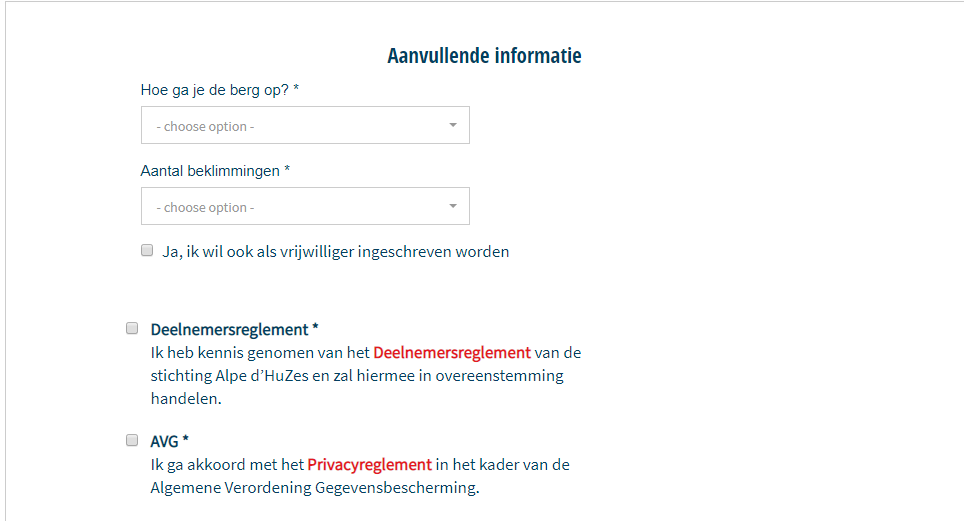 Aanvullende informatie
Hoe ga je de berg op? *
- choose option -
Aantal beklimmingen *
- choose option -
Ja, ik wil ook als vrijwilliger ingeschreven worden
Deelnemersreglement *
Ik heb kennis genomen van het Deelnemersreglement van de
stichting Alpe d’HuZes en zal hiermee in overeenstemming
handelen.
AVG *
Ik ga akkoord met het Privacyreglement in het kader van de
Algemene Verordening Gegevensbescherming.